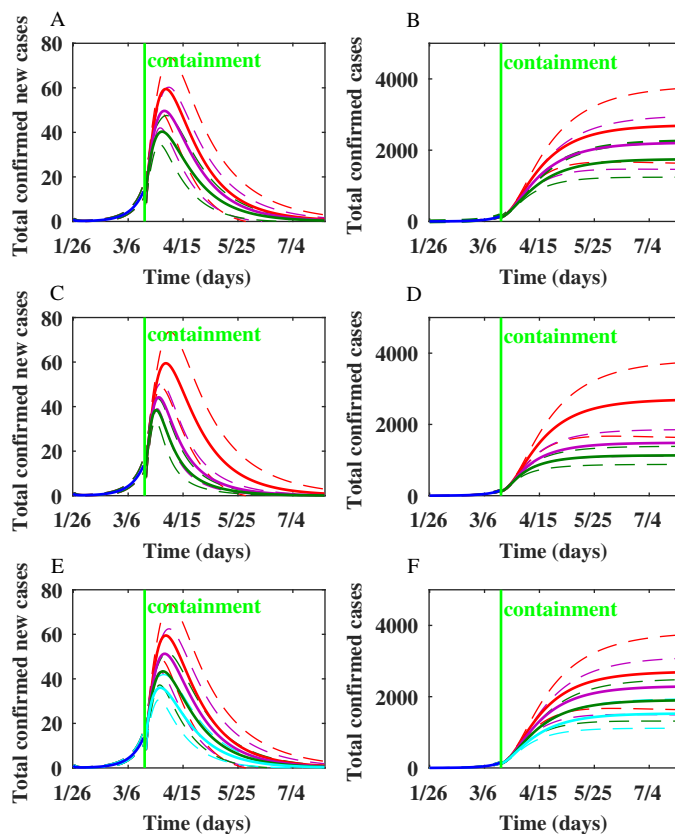 A
Total confirmed new cases
80
60
40
20
0
containment
1/26 3/6 4/15 5/25 7/4
Time (days)
B
Total confirmed cases
4000
2000
0
containment
1/26 3/6 4/15 5/25 7/4
Time (days)
C
Total confirmed new cases
80
60
40
20
0
containment
1/26 3/6 4/15 5/25 7/4
Time (days)
D
Total confirmed cases
4000
2000
0
containment
1/26 3/6 4/15 5/25 7/4
Time (days)
E
Total confirmed new cases
80
60
40
20
0
containment
1/26 3/6 4/15 5/25 7/4
Time (days)
F
Total confirmed cases
4000
2000
0
containment
1/26 3/6 4/15 5/25 7/4
Time (days)